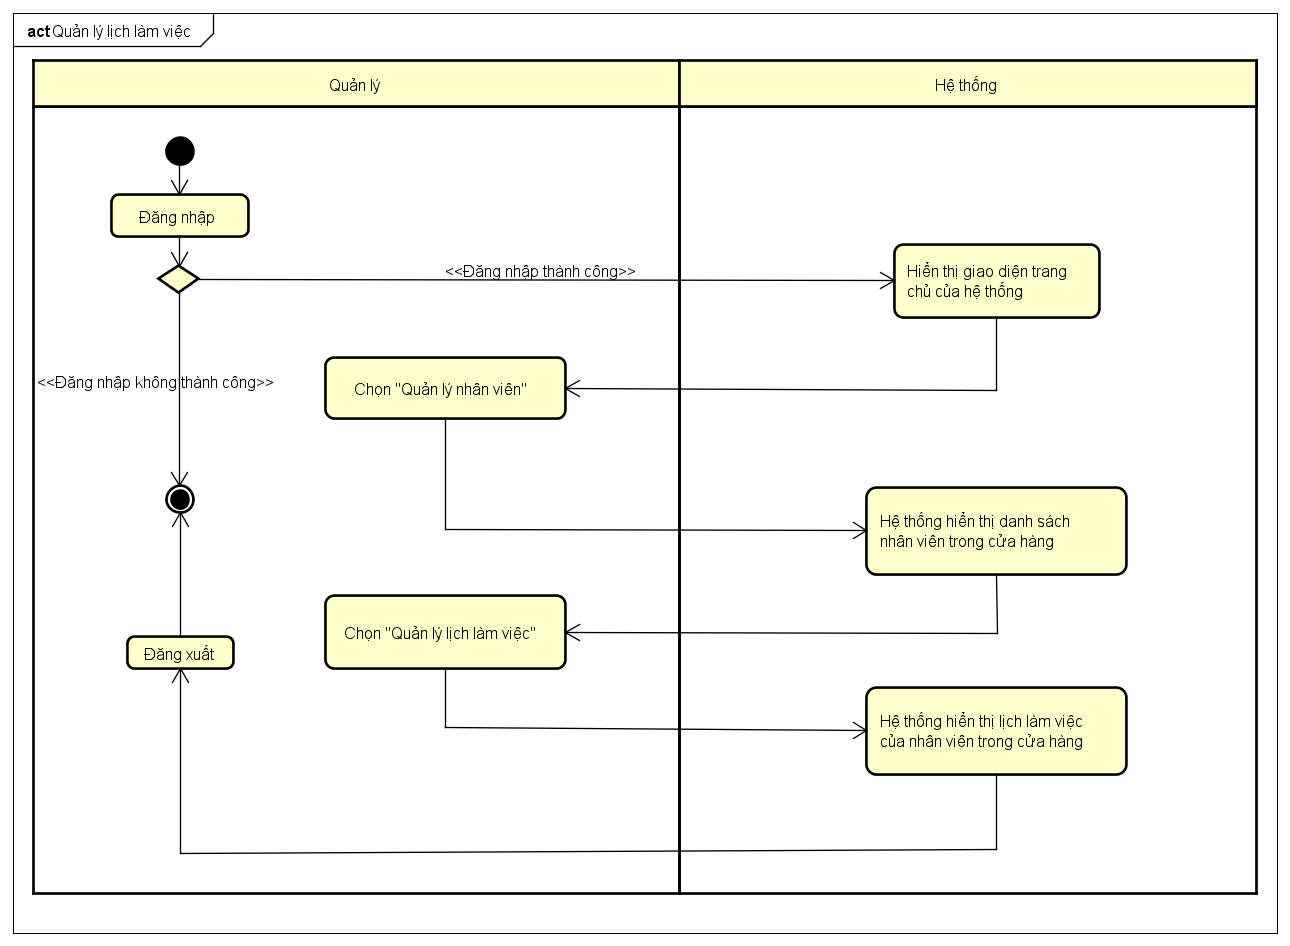 act Quản lý lịch làm việc
Quản lý
Hệ thống
Đăng nhập
<<Đăng nhập thành công>>
Hiển thị giao diện trang
chủ của hệ thống
<<Đăng nhập không thành công>>
Chọn "Quản lý nhân viên"
Hệ thống hiển thị danh sách
nhân viên trong cửa hàng
Chọn "Quản lý lịch làm việc"
Đăng xuất
Hệ thống hiển thị lịch làm việc
của nhân viên trong cửa hàng